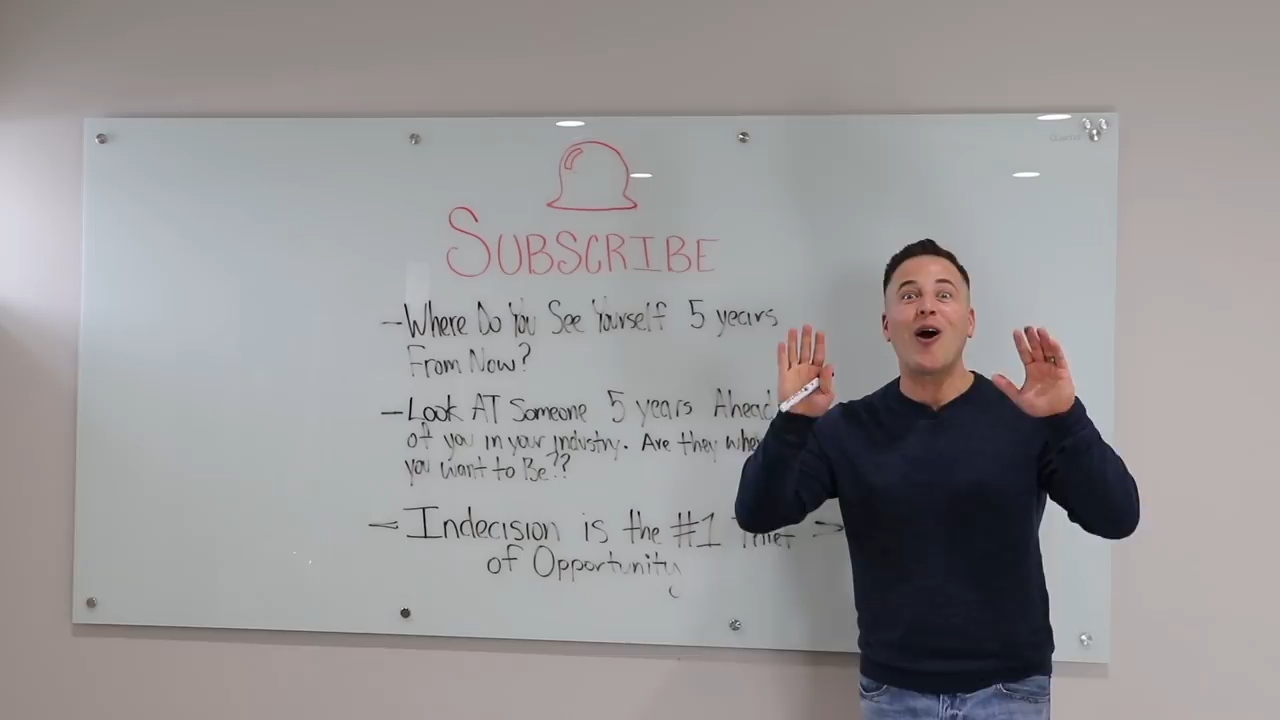 SUBSCRIBE
- Where Do You See Yourself 5 years
From Now?
- Look AT Someone 5 years Ahead
of you in your industry. Are they
you want to Be??
- Indecision is the #1
of Opportunity